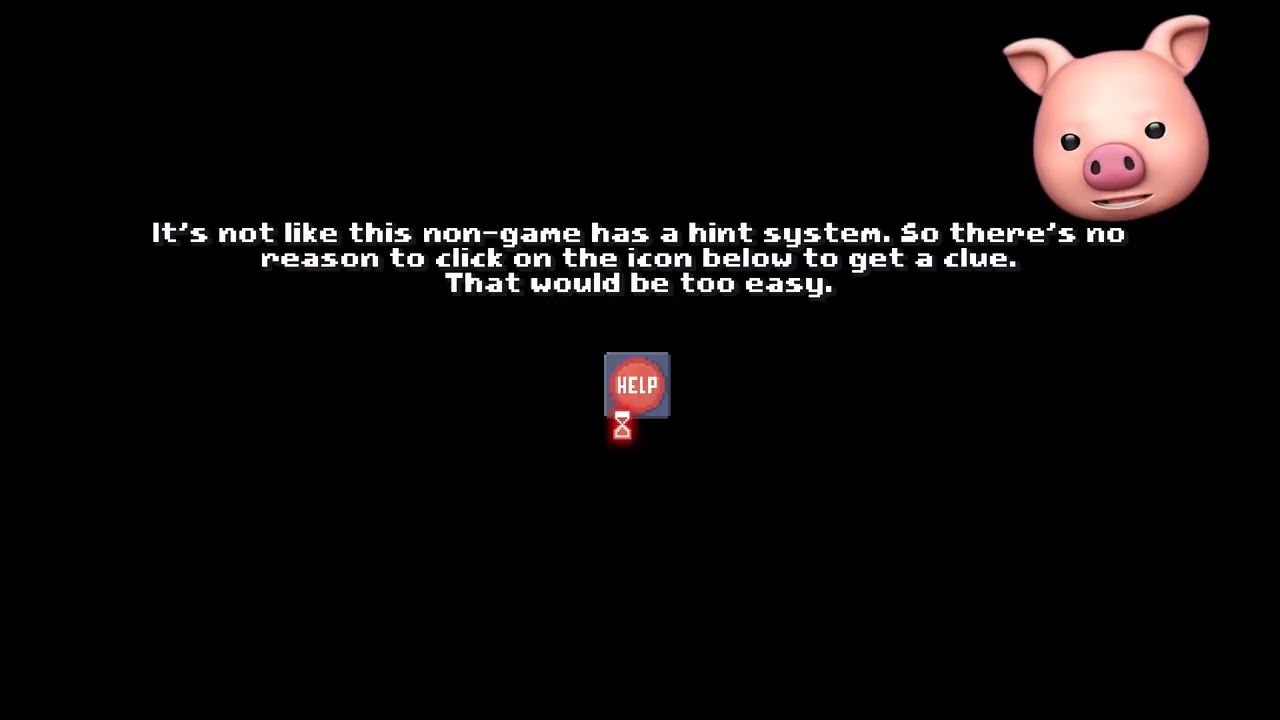 It's not like this non-game has a hint system. So there's no
reason to click on the icon below to get a clue.
That would be too easy.
HELP